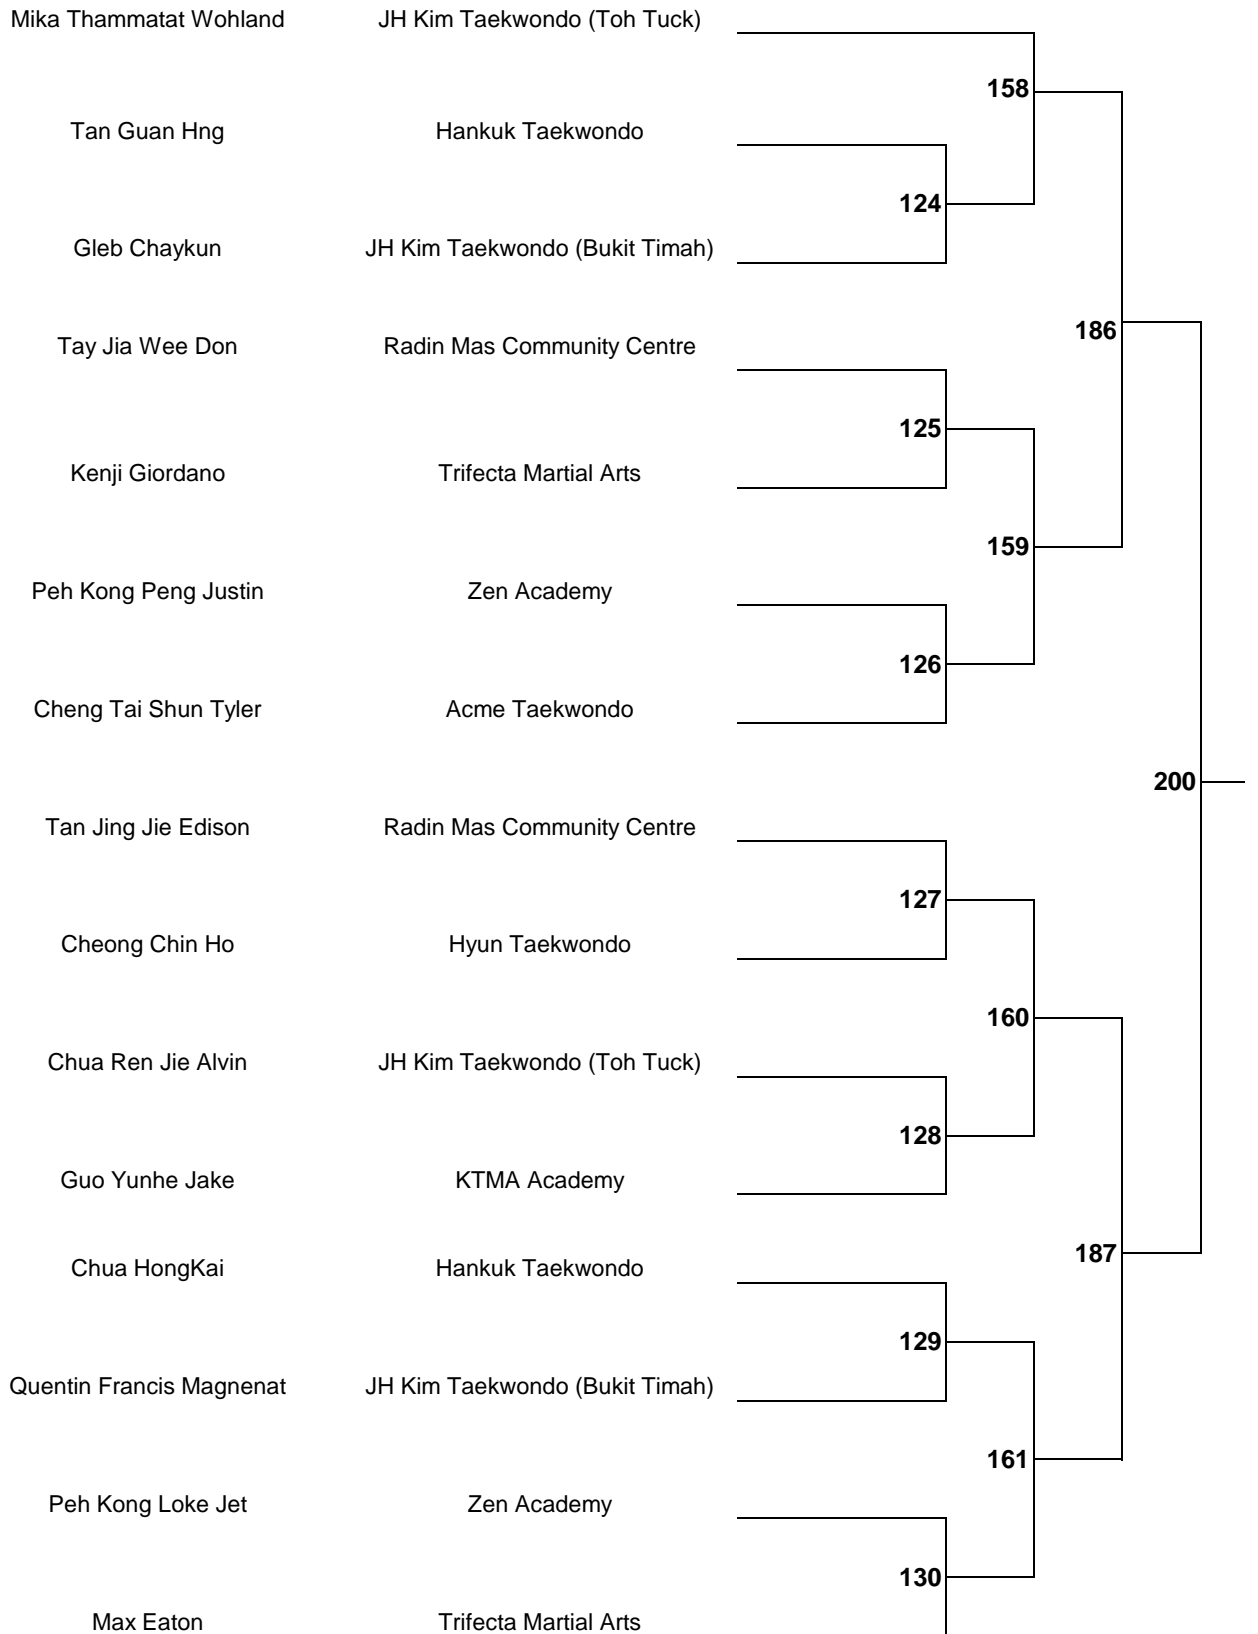 Mika Thammatat Wohland JH Kim Taekwondo (Toh Tuck)
158
Tan Guan Hng Hankuk Taekwondo
124
Gleb Chaykun JH Kim Taekwondo (Bukit Timah)
186
Tay Jia Wee Don Radin Mas Community Centre
125
Kenji Giordano Trifecta Martial Arts
159
Peh Kong Peng Justin Zen Academy
126
Cheng Tai Shun Tyler Acme Taekwondo
200
Tan Jing Jie Edison Radin Mas Community Centre
127
Cheong Chin Ho Hyun Taekwondo
160
Chua Ren Jie Alvin JH Kim Taekwondo (Toh Tuck)
128
Guo Yunhe Jake KTMA Academy
187
Chua HongKai Hankuk Taekwondo
129
Quentin Francis Magnenat JH Kim Taekwondo (Bukit Timah)
161
Peh Kong Loke Jet Zen Academy
130
Max Eaton Trifecta Martial Arts